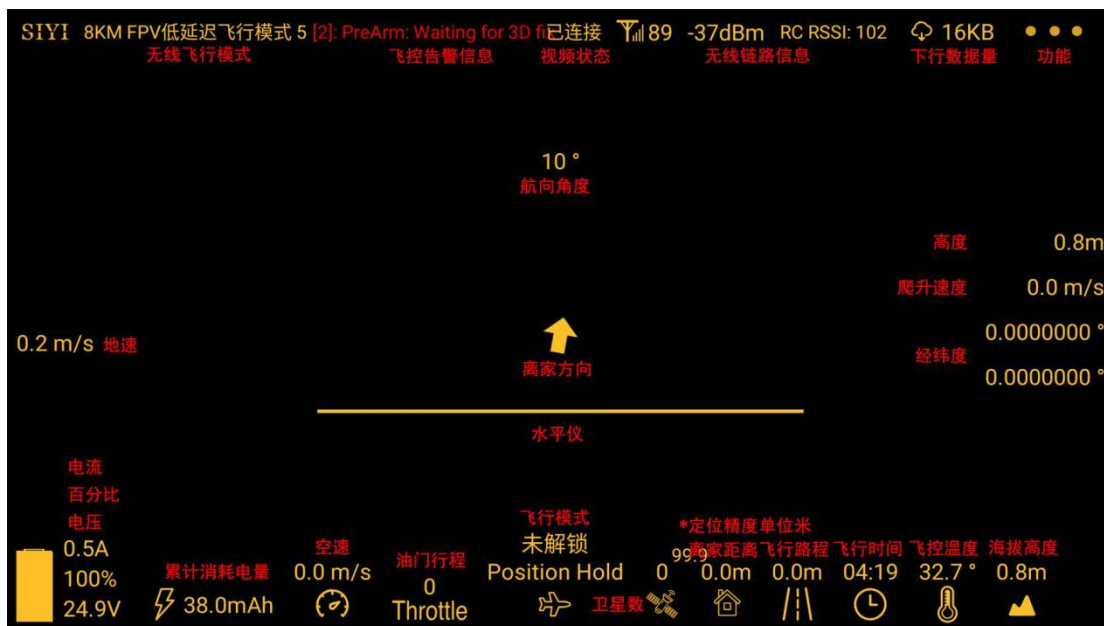 SIYI 8KM FPV低延迟飞行模式 5 [2]: PreArm: Waiting for 3D fix已连接 89 -37dBm RC RSSI: 102 16KB
无线飞行模式 飞控告警信息 视频状态 无线链路信息 下行数据量 功能
10 °
航向角度
高度 0.8m
爬升速度 0.0 m/s
0.2 m/s 地速
0.0000000 °
经纬度
0.0000000 °
离家方向
水平仪
电流
百分比
电压
飞行模式
*定位精度单位米
0.5A 空速 未解锁 99.9 离家距离 飞行路程 飞行时间 飞控温度 海拔高度
100% 累计消耗电量 0.0 m/s 油门行程 0 Position Hold 0 0.0m 0.0m 04:19 32.7 ° 0.8m
24.9V 38.0mAh Throttle 卫星数